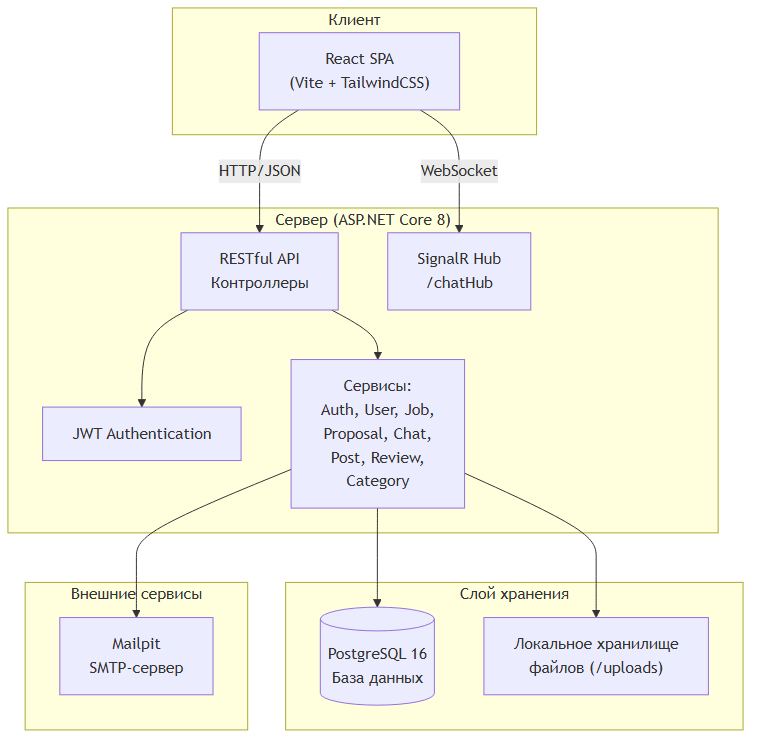 Клиент
React SPA
(Vite + TailwindCSS)
HTTP/JSON
WebSocket
Сервер (ASP.NET Core 8)
RESTful API
Контроллеры
SignalR Hub
/chatHub
JWT Authentication
Сервисы:
Auth, User, Job,
Proposal, Chat,
Post, Review,
Category
Внешние сервисы
Mailpit
SMTP-сервер
Слой хранения
PostgreSQL 16
База данных
Локальное хранилище
файлов (/uploads)